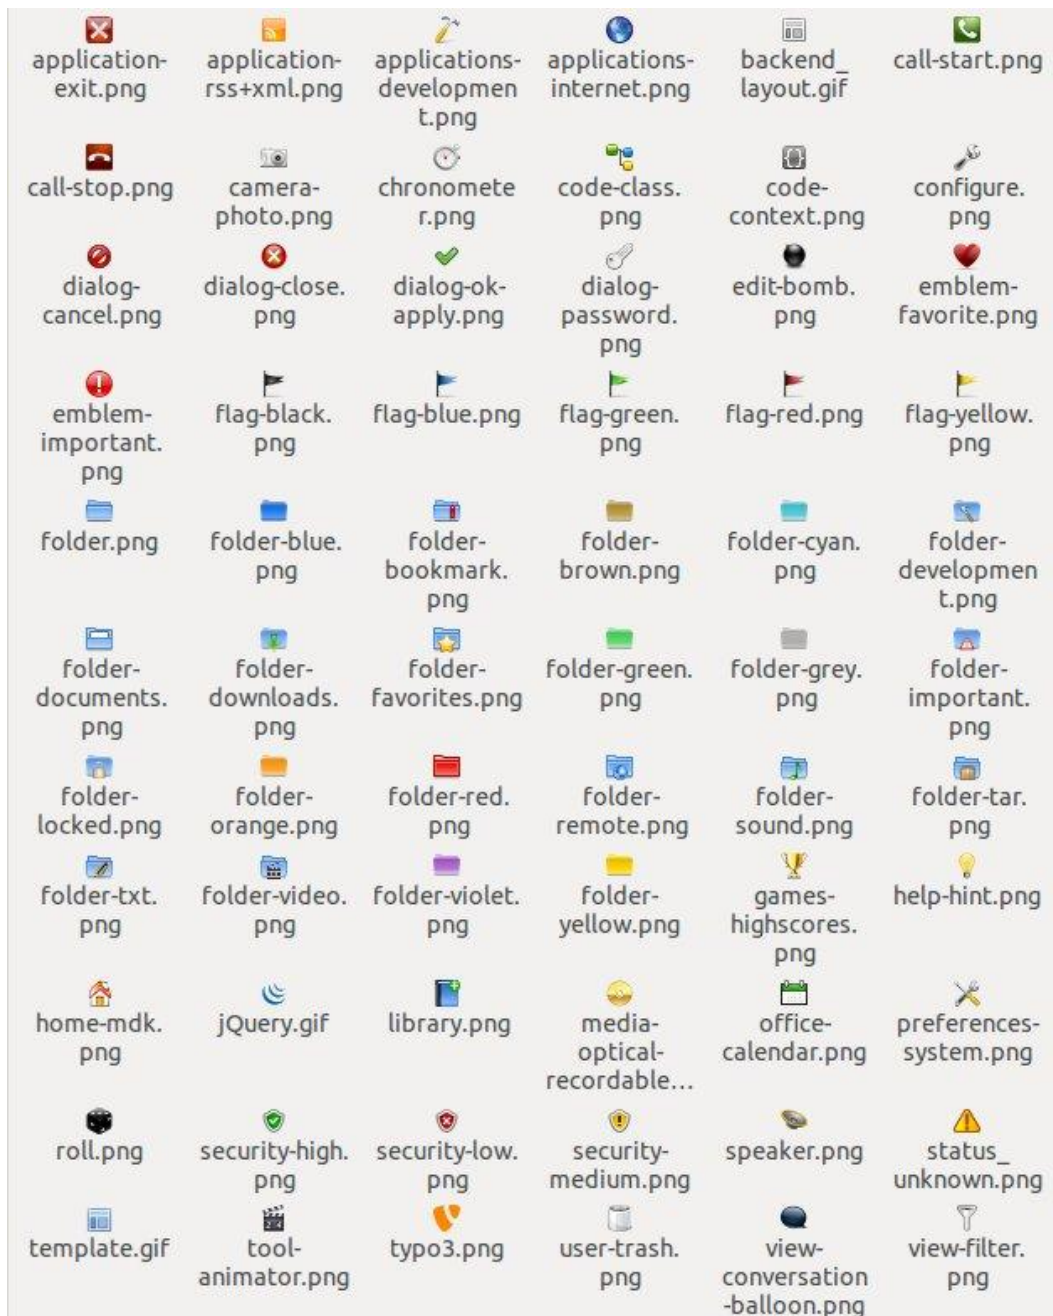 application-exit.png
application-rss+xml.png
applications-development.png
applications-internet.png
backend_layout.gif
call-start.png
call-stop.png
camera-photo.png
chronometer.png
code-class.png
code-context.png
configure.png
dialog-cancel.png
dialog-close.png
dialog-ok-apply.png
dialog-password.png
edit-bomb.png
emblem-favorite.png
emblem-important.png
flag-black.png
flag-blue.png
flag-green.png
flag-red.png
flag-yellow.png
folder.png
folder-blue.png
folder-bookmark.png
folder-brown.png
folder-cyan.png
folder-development.png
folder-documents.png
folder-downloads.png
folder-favorites.png
folder-green.png
folder-grey.png
folder-important.png
folder-locked.png
folder-orange.png
folder-red.png
folder-remote.png
folder-sound.png
folder-tar.png
folder-txt.png
folder-video.png
folder-violet.png
folder-yellow.png
games-highscores.png
help-hint.png
home-mdk.png
jQuery.gif
library.png
media-optical-recordable...
office-calendar.png
preferences-system.png
roll.png
security-high.png
security-low.png
security-medium.png
speaker.png
status_unknown.png
template.gif
tool-animator.png
typo3.png
user-trash.png
view-conversation-balloon.png
view-filter.png